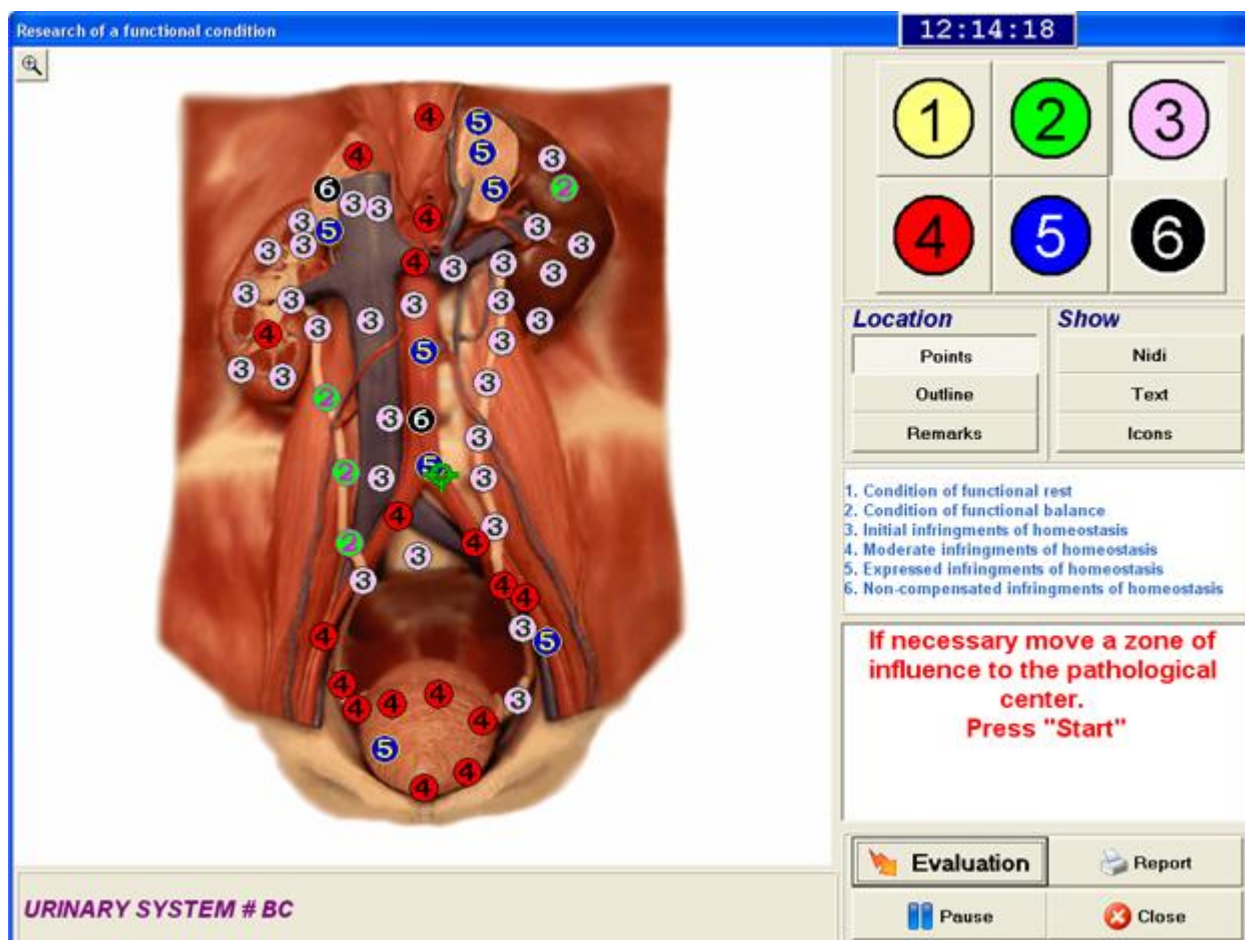 Research of a functional condition
12:14:18
1 2 3
4 5 6
Location
Show
Points
Nidi
Outline
Text
Remarks
Icons
1. Condition of functional rest
2. Condition of functional balance
3. Initial infringments of homeostasis
4. Moderate infringments of homeostasis
5. Expressed infringments of homeostasis
6. Non-compensated infringments of homeostasis
If necessary move a zone of
influence to the pathological
center.
Press "Start"
Evaluation
Report
Pause
Close
URINARY SYSTEM # BC